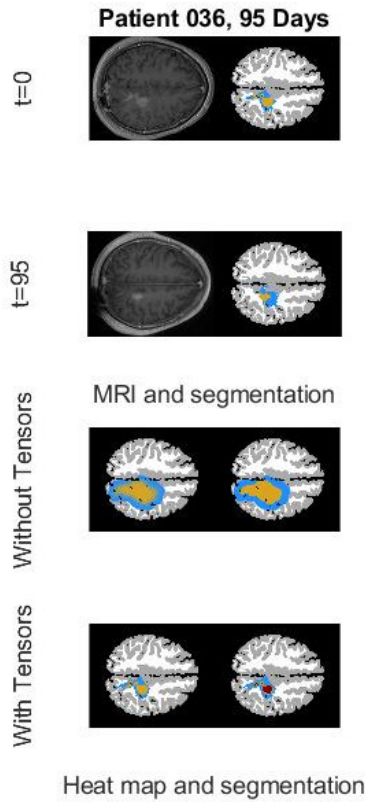 Patient 036, 95 Days
t=0
t=95
MRI and segmentation
Without Tensors
With Tensors
Heat map and segmentation